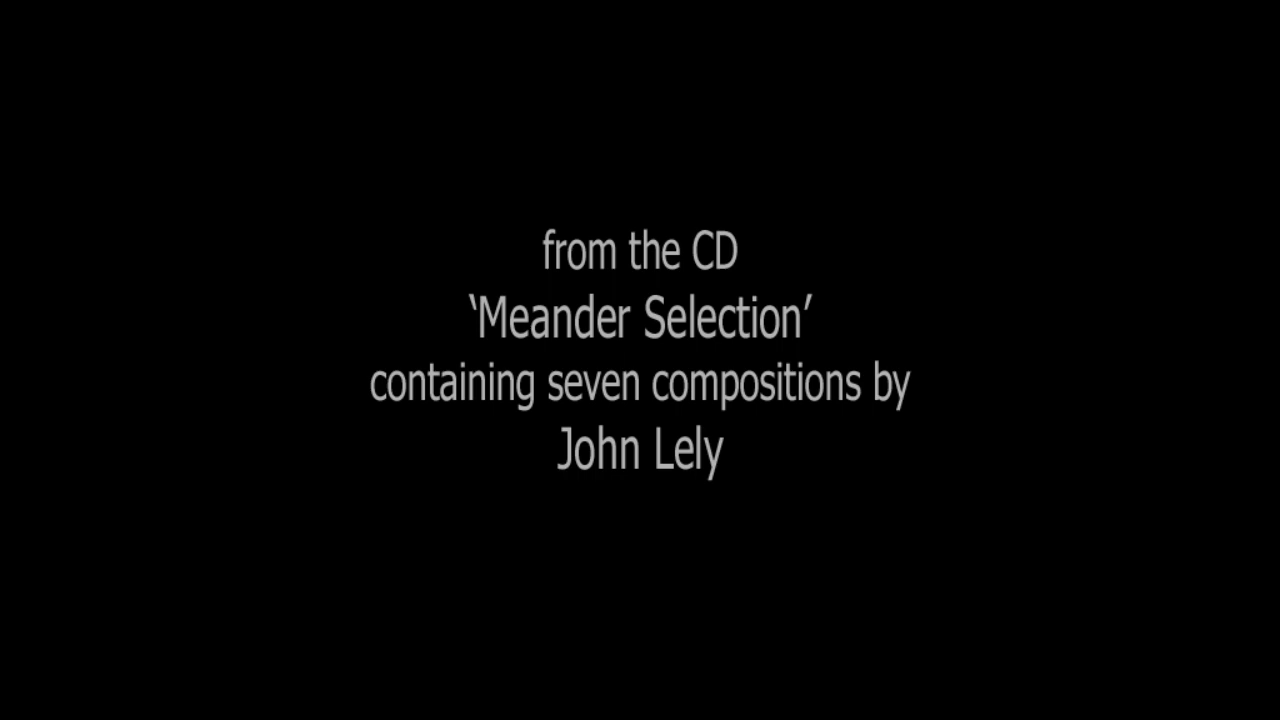 from the CD
‘Meander Selection’
containing seven compositions by
John Lely